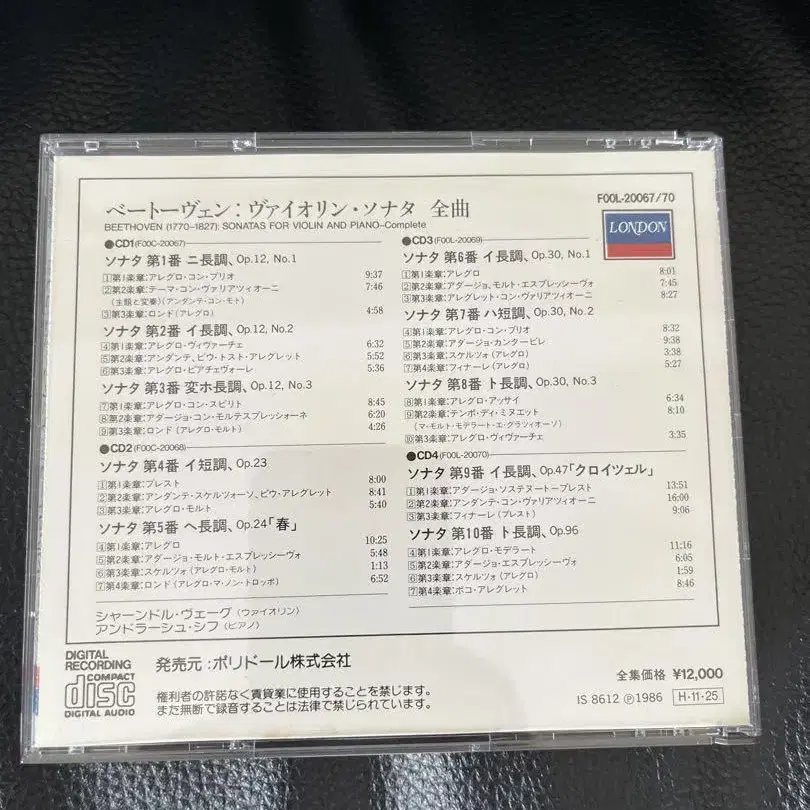 FOOL-20067/70
ベートーヴェン：ヴァイオリン・ソナタ 全曲
BEETHOVEN (1770–1827): SONATAS FOR VIOLIN AND PIANO–Complete
LONDON
●CD1(F00C-20067)
ソナタ 第1番 ニ長調、Op.12, No.1
1第1楽章：アレグロ・コン・ブリオ 9:37
2第2楽章：テーマ・コン・ヴァリアツィオーニ 7:46
(主題と変奏)(アンダンテ・コン・モト)
3第3楽章：ロンド (アレグロ) 4:58
ソナタ 第2番 イ長調、Op.12, No.2
4第1楽章：アレグロ・ヴィヴァーチェ 6:32
5第2楽章：アンダンテ、ピウ・トスト・アレグレット 5:52
6第3楽章：アレグロ・ピアチェヴォーレ 5:36
ソナタ 第3番 変ホ長調、Op.12, No.3
7第1楽章：アレグロ・コン・スピリト 8:45
8第2楽章：アダージョ・コン・モルテスプレッシォーネ 6:20
9第3楽章：ロンド (アレグロ・モルト) 4:26
●CD2(F00C-20068)
ソナタ 第4番 イ短調、Op.23
1第1楽章：プレスト 8:00
2第2楽章：アンダンテ・スケルツォーソ、ピウ・アレグレット 8:41
3第3楽章：アレグロ・モルト 5:40
ソナタ 第5番 ヘ長調、Op.24「春」
4第1楽章：アレグロ 10:25
5第2楽章：アダージョ・モルト・エスプレッシーヴォ 5:48
6第3楽章：スケルツォ (アレグロ・モルト) 1:13
7第4楽章：ロンド (アレグロ・マ・ノン・トロッポ) 6:52
シャーンドル・ヴェーグ (ヴァイオリン)
アンドラーシュ・シフ (ピアノ)
●CD3(FOOL-20069)
ソナタ 第6番 イ長調、Op.30, No.1
1第1楽章：アレグロ 8:01
2第2楽章：アダージョ、モルト・エスプレッシーヴォ 7:45
3第3楽章：アレグレット・コン・ヴァリアツィオーニ 8:27
ソナタ 第7番 ハ短調、Op.30, No.2
4第1楽章：アレグロ・コン・ブリオ 8:32
5第2楽章：アダージョ・カンタービレ 9:38
6第3楽章：スケルツォ (アレグロ) 3:38
7第4楽章：フィナーレ (アレグロ) 5:27
ソナタ 第8番 ト長調、Op.30, No.3
8第1楽章：アレグロ・アッサイ 6:34
9第2楽章：テンポ・ディ・ミヌエット 8:10
(マ・モルト・モデラート・エ・グラツィオーソ)
10第3楽章：アレグロ・ヴィヴァーチェ 3:35
●CD4(FOOL-20070)
ソナタ 第9番 イ長調、Op.47「クロイツェル」
1第1楽章：アダージョ・ソステヌート―プレスト 13:51
2第2楽章：アンダンテ・コン・ヴァリアツィオーニ 16:00
3第3楽章：フィナーレ (プレスト) 9:06
ソナタ 第10番 ト長調、Op.96
4第1楽章：アレグロ・モデラート 11:16
5第2楽章：アダージョ・エスプレッシーヴォ 6:05
6第3楽章：スケルツォ (アレグロ) 1:59
7第4楽章：ポコ・アレグレット 8:46
DIGITAL RECORDING
COMPACT disc DIGITAL AUDIO
発売元：ポリドール株式会社
権利者の許諾なく賃貸業に使用することを禁じます。
また無断で録音することは法律で禁じられています。
全集価格 ¥12,000
IS 8612 ℗1986 H・11・25